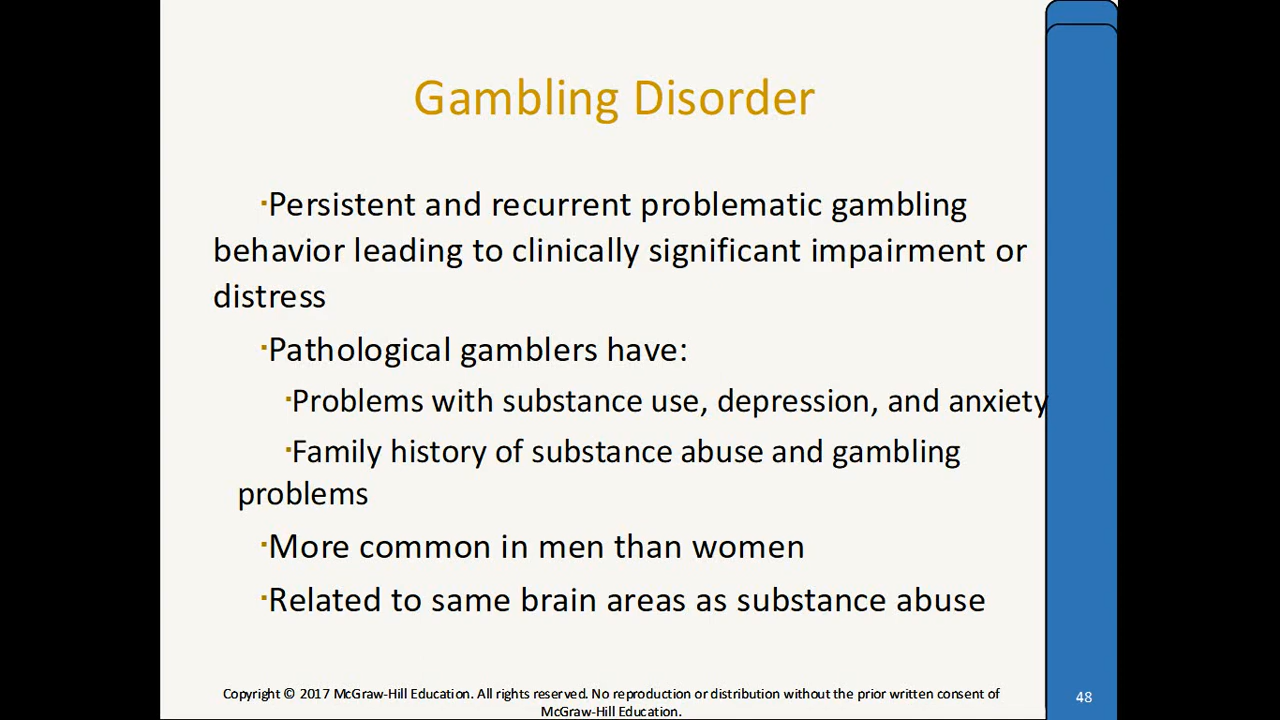 Gambling Disorder
▪Persistent and recurrent problematic gambling
behavior leading to clinically significant impairment or
distress
▪Pathological gamblers have:
▪Problems with substance use, depression, and anxiety
▪Family history of substance abuse and gambling
problems
▪More common in men than women
▪Related to same brain areas as substance abuse
Copyright © 2017 McGraw-Hill Education. All rights reserved. No reproduction or distribution without the prior written consent of
McGraw-Hill Education.
48